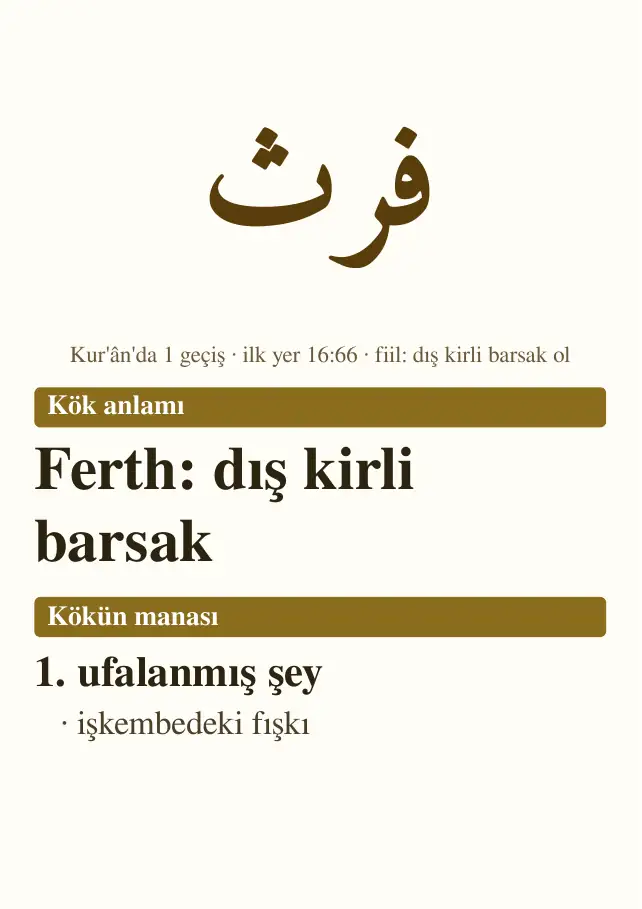 فرث
Kur'ân'da 1 geçiş · ilk yer 16:66 · fiil: dış kirli barsak ol
Kök anlamı
Ferth: dış kirli
barsak
Kökün manası
1. ufalanmış şey
· işkembedeki fışkı